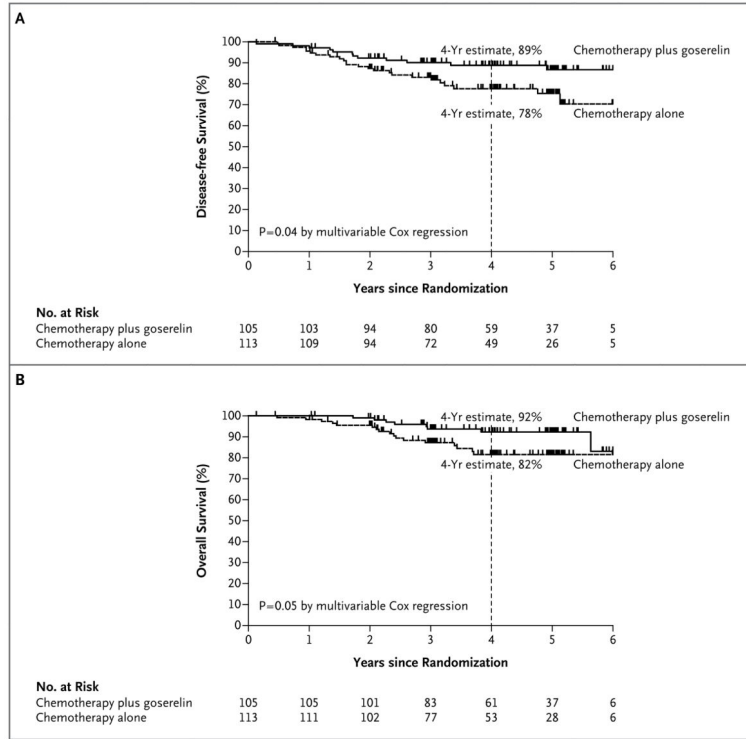 A
100
90
80
70
60
50
40
30
20
10
0
Disease-free Survival (%)
4-Yr estimate, 89%
Chemotherapy plus goserelin
4-Yr estimate, 78%
Chemotherapy alone
P=0.04 by multivariable Cox regression
0 1 2 3 4 5 6
Years since Randomization
No. at Risk
Chemotherapy plus goserelin 105 103 94 80 59 37 5
Chemotherapy alone 113 109 94 72 49 26 5
B
100
90
80
70
60
50
40
30
20
10
0
Overall Survival (%)
4-Yr estimate, 92%
Chemotherapy plus goserelin
4-Yr estimate, 82%
Chemotherapy alone
P=0.05 by multivariable Cox regression
0 1 2 3 4 5 6
Years since Randomization
No. at Risk
Chemotherapy plus goserelin 105 105 101 83 61 37 6
Chemotherapy alone 113 111 102 77 53 28 6